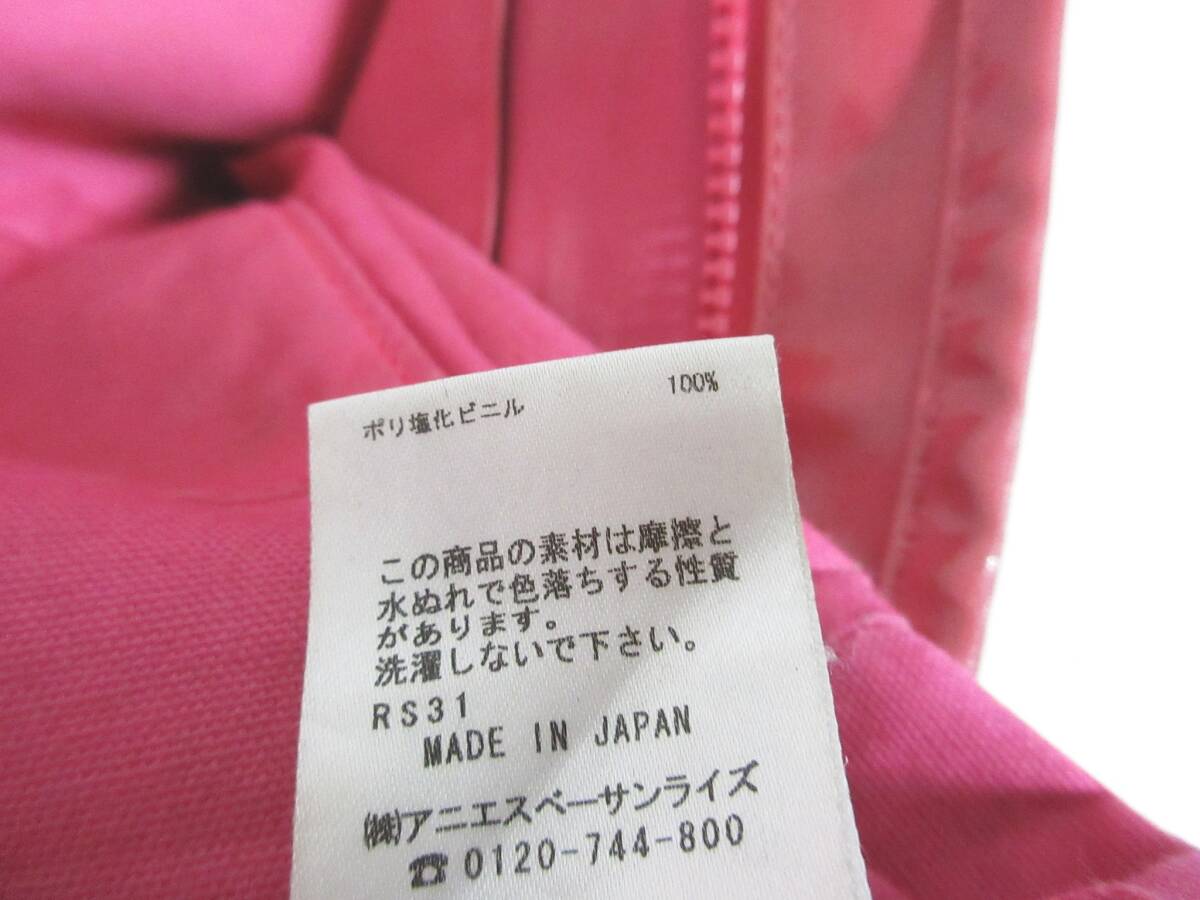 ポリ塩化ビニル 100%
この商品の素材は摩擦と
水ぬれで色落ちする性質
があります。
洗濯しないで下さい。
RS31
MADE IN JAPAN
㈱アニエスベーサンライズ
☎0120-744-800